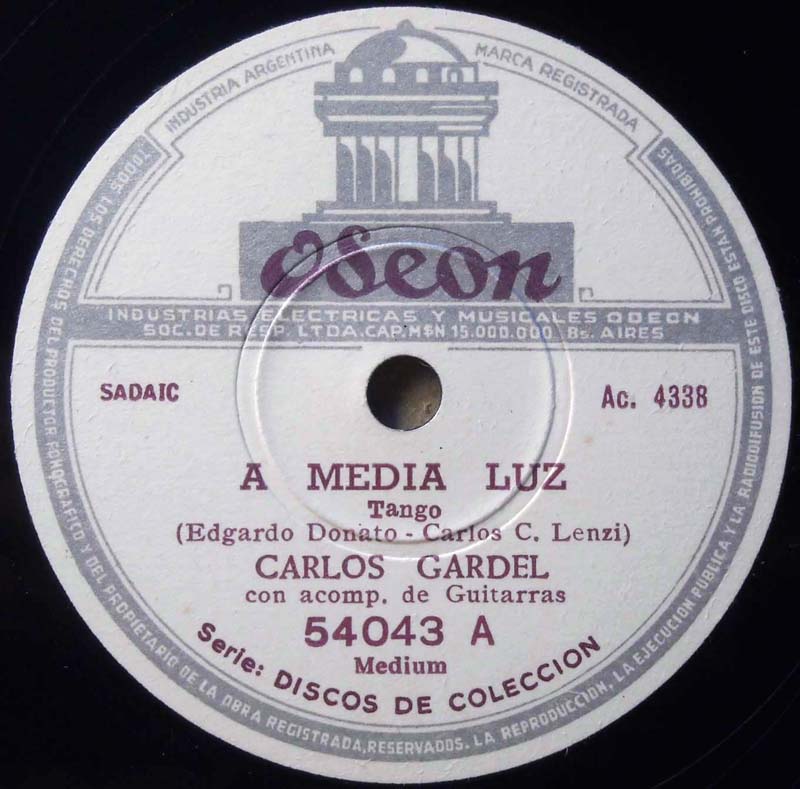 INDUSTRIA ARGENTINA
MARCA REGISTRADA
Odeon
INDUSTRIAS ELECTRICAS Y MUSICALES ODEON
SOC. DE RESP. LTDA. CAP. M$N 15.000.000 Bs. AIRES
SADAIC
Ac. 4338
A MEDIA LUZ
Tango
(Edgardo Donato - Carlos C. Lenzi)
CARLOS GARDEL
con acomp. de Guitarras
54043 A
Medium
Serie: DISCOS DE COLECCION
TODOS LOS DERECHOS DEL PRODUCTOR FONOGRAFICO Y DEL PROPIETARIO DE LA OBRA REGISTRADA, RESERVADOS. LA REPRODUCCION, LA EJECUCION PUBLICA Y LA RADIODIFUSION DE ESTE DISCO ESTAN PROHIBIDAS